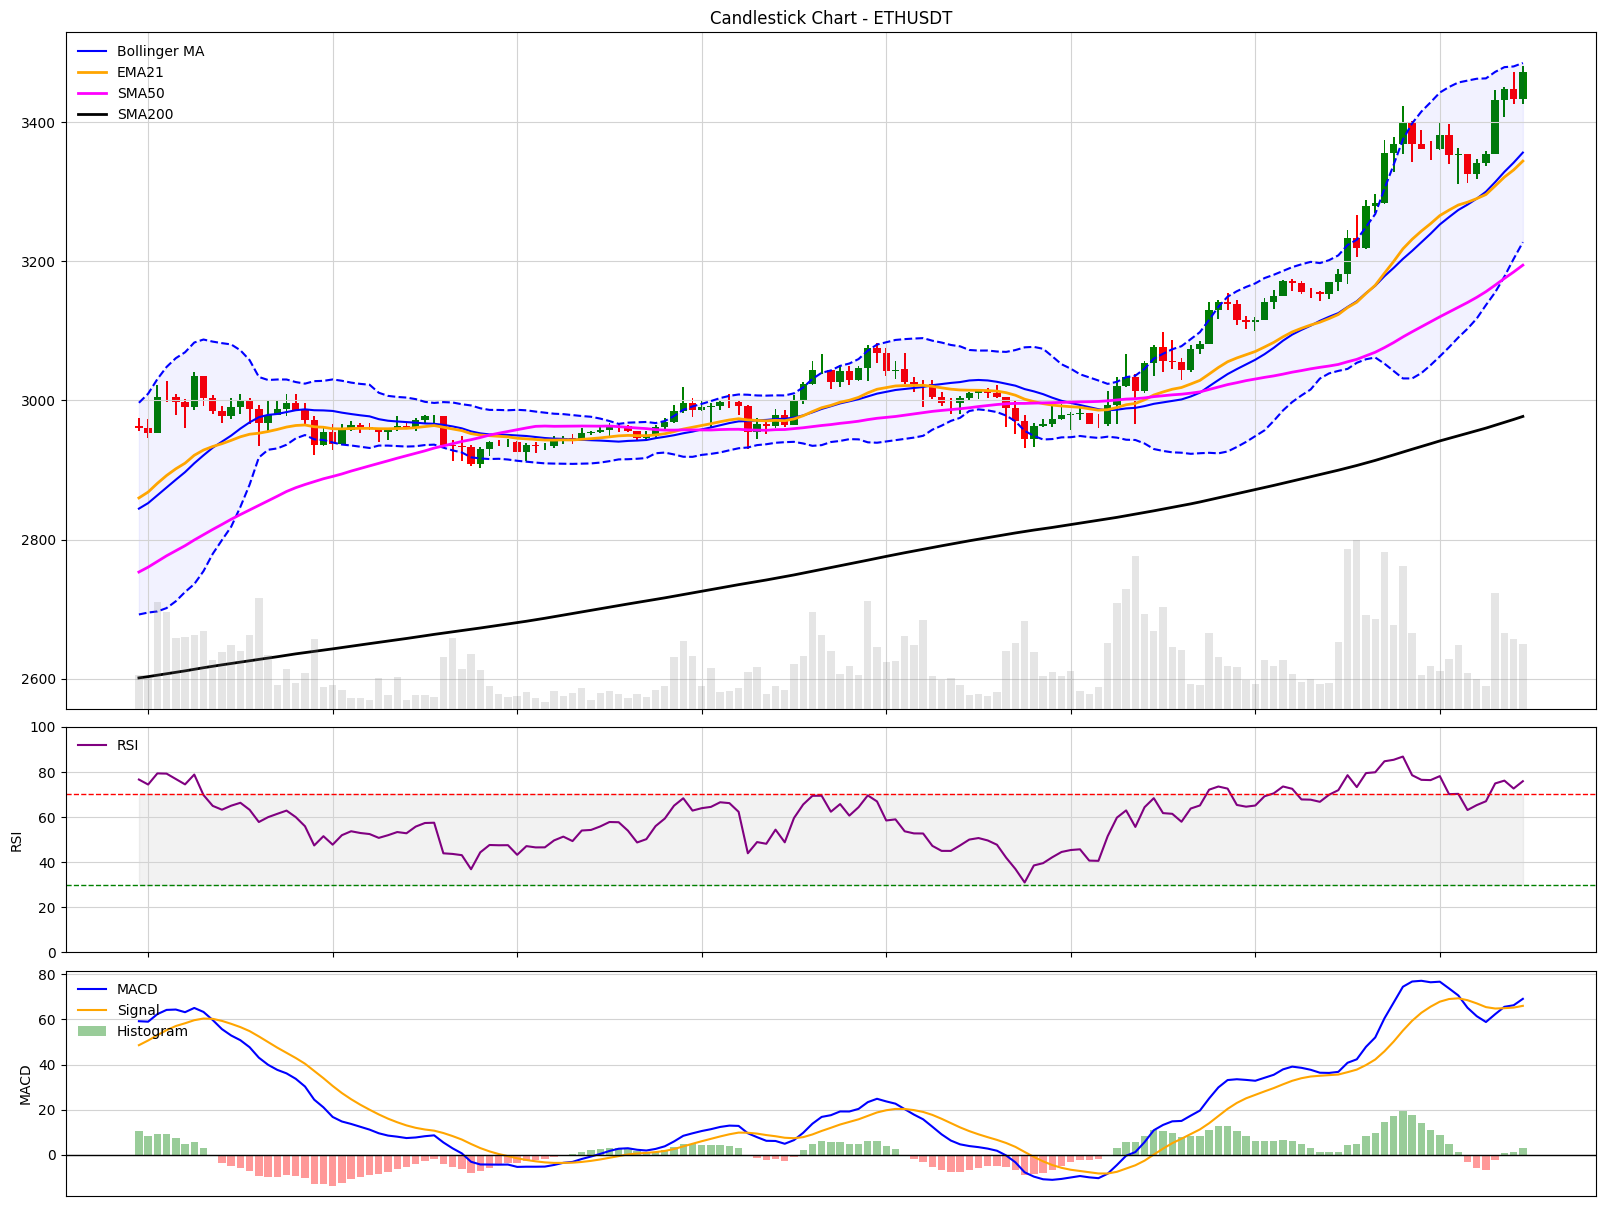 Candlestick Chart - ETHUSDT
Bollinger MA
EMA21
SMA50
SMA200
3400
3200
3000
2800
2600
100
RSI
80
60
RSI
40
20
0
80
MACD
Signal
Histogram
60
40
MACD
20
0